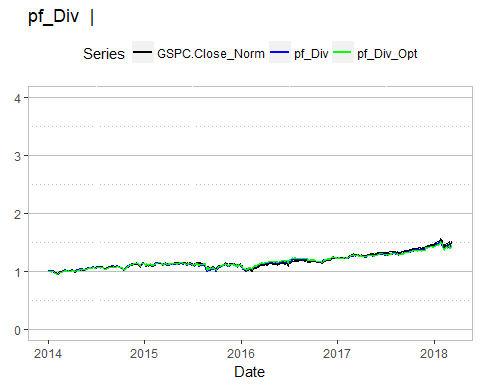 pf_Div |
Series GSPC.Close_Norm pf_Div pf_Div_Opt
4
3
2
1
0
2014 2015 2016 2017 2018
Date